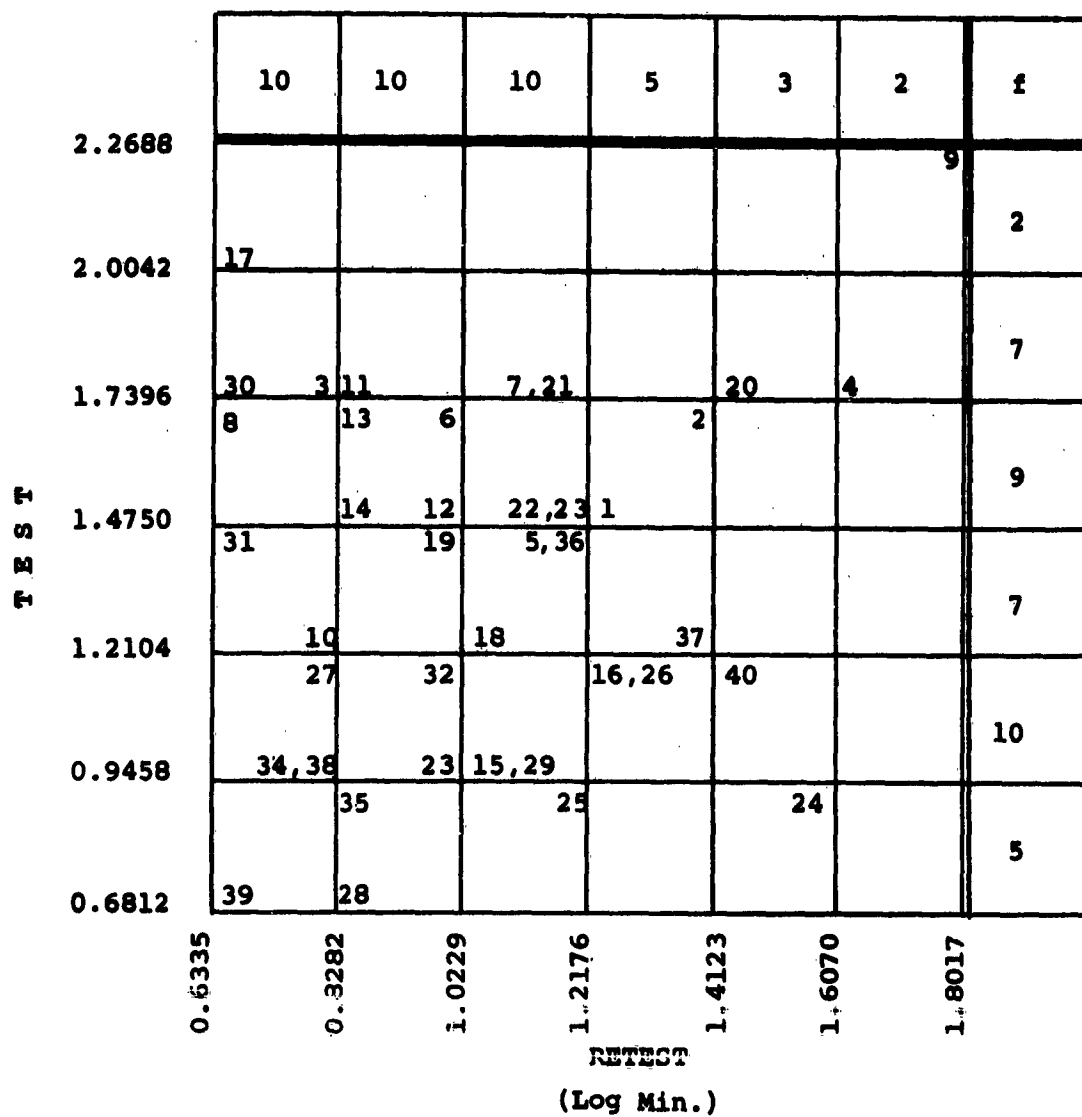 10 10 10 5 3 2 f
2.2688
9
2
17
2.0042
7
30 3 11 7,21 20 4
1.7396
8 13 6 2
9
14 12 22,23 1
1.4750
31 19 5,36
7
10 18 37
1.2104
27 32 16,26 40
10
34,38 23 15,29
0.9458
35 25 24
5
39 28
0.6812
TEST
0.6335 0.8282 1.0229 1.2176 1.4123 1.6070 1.8017
RETEST
(Log Min.)